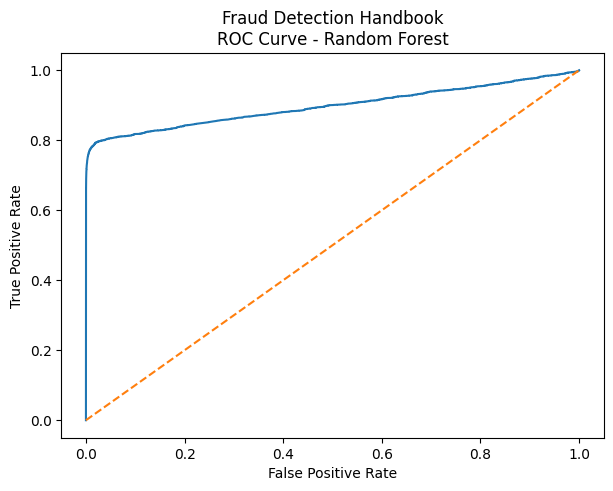 Fraud Detection Handbook
ROC Curve - Random Forest
True Positive Rate
1.0
0.8
0.6
0.4
0.2
0.0
0.0 0.2 0.4 0.6 0.8 1.0
False Positive Rate